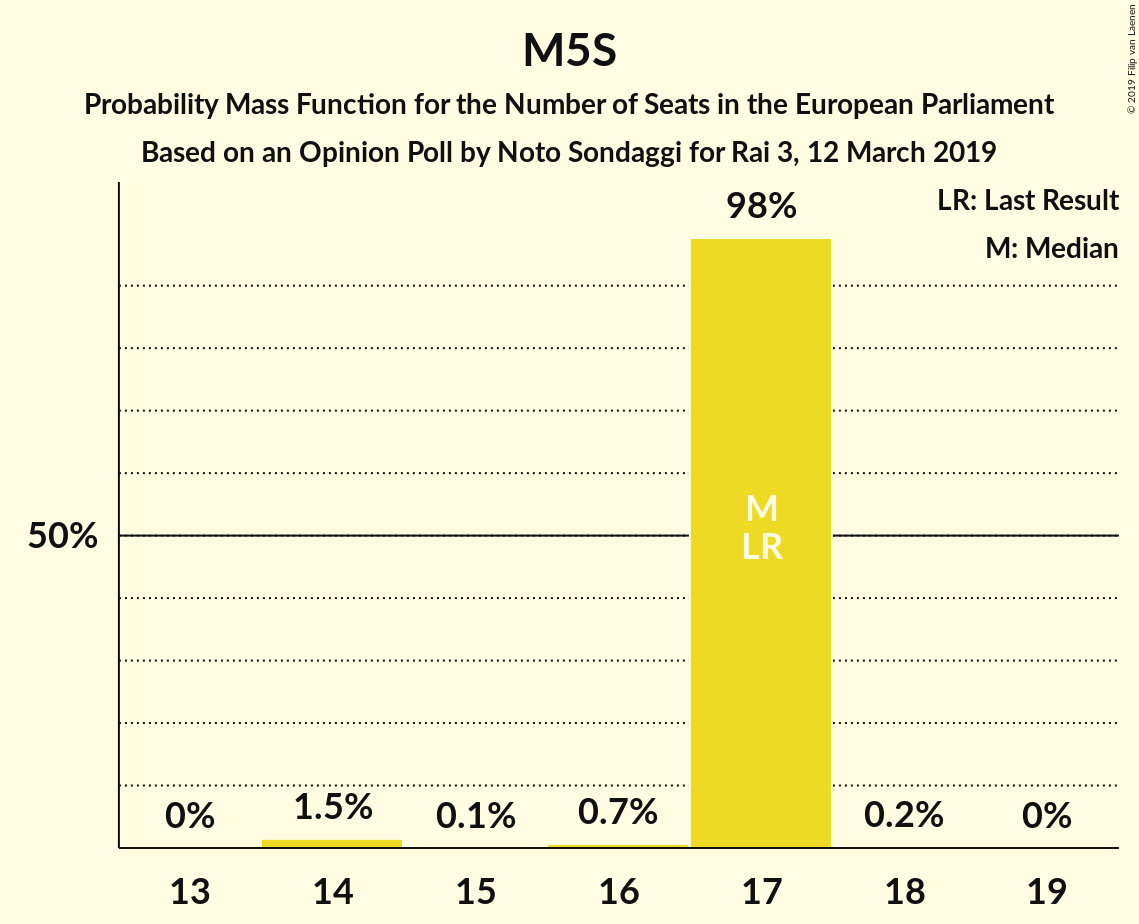 M5S
Probability Mass Function for the Number of Seats in the European Parliament
Based on an Opinion Poll by Noto Sondaggi for Rai 3, 12 March 2019
© 2019 Filip van Laenen
LR: Last Result
M: Median
98%
50%
M
LR
0%
1.5%
0.1%
0.7%
0.2%
0%
13
14
15
16
17
18
19